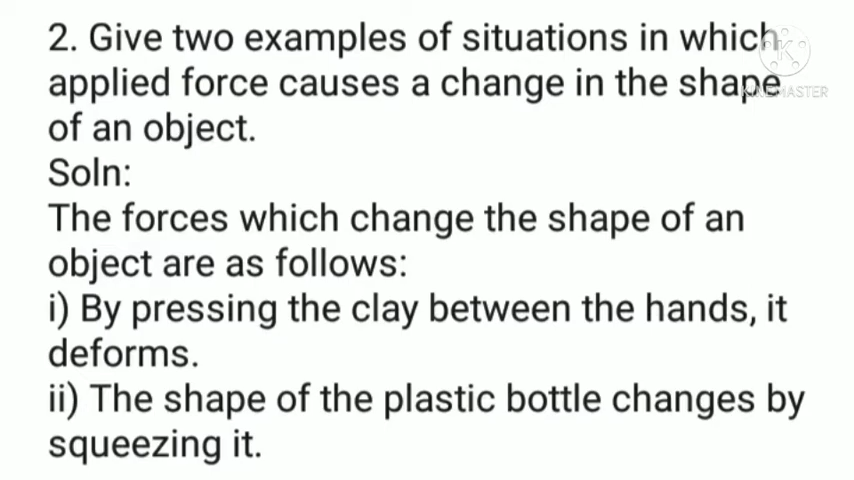 2. Give two examples of situations in which
applied force causes a change in the shape
of an object.
Soln:
The forces which change the shape of an
object are as follows:
i) By pressing the clay between the hands, it
deforms.
ii) The shape of the plastic bottle changes by
squeezing it.
K
KINEMASTER